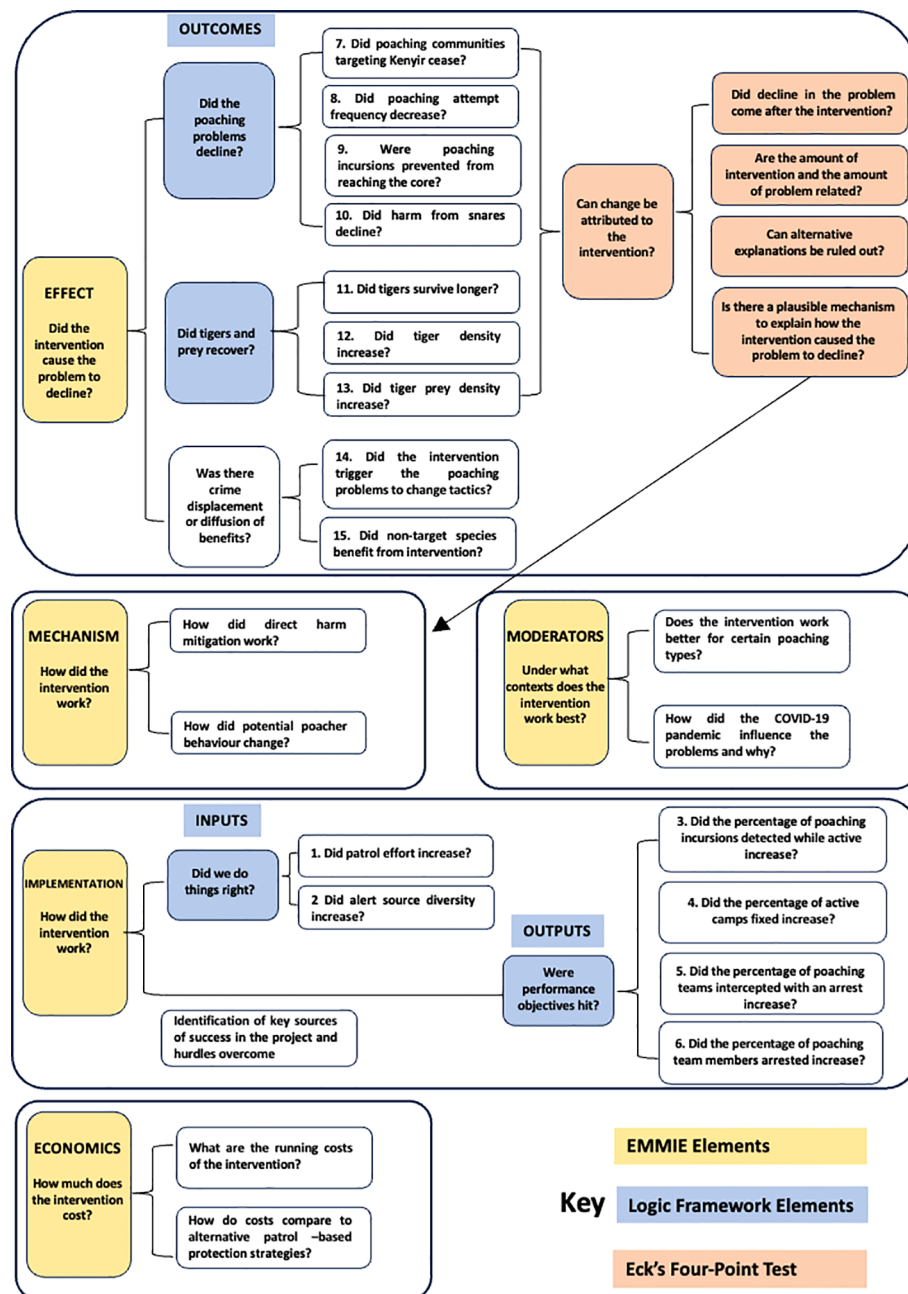 OUTCOMES
Did the
poaching
problems
decline?
7. Did poaching communities
targeting Kenyir cease?
8. Did poaching attempt
frequency decrease?
9. Were poaching
incursions prevented from
reaching the core?
10. Did harm from snares
decline?
EFFECT
Did the
intervention
cause the
problem to
decline?
Did tigers and
prey recover?
11. Did tigers survive longer?
12. Did tiger density
increase?
13. Did tiger prey density
increase?
Was there
crime
displacement
or diffusion of
benefits?
14. Did the intervention
trigger the poaching
problems to change tactics?
15. Did non-target species
benefit from intervention?
Can change be
attributed to
the
intervention?
Did decline in the problem
come after the intervention?
Are the amount of
intervention and the amount
of problem related?
Can alternative
explanations be ruled out?
Is there a plausible mechanism
to explain how the
intervention caused the
problem to decline?
MECHANISM
How did the
intervention
work?
How did direct harm
mitigation work?
How did potential poacher
behaviour change?
MODERATORS
Under what
contexts does the
intervention
work best?
Does the intervention work
better for certain poaching
types?
How did the COVID-19
pandemic influence the
problems and why?
INPUTS
IMPLEMENTATION
How did the
intervention
work?
Did we do
things right?
1. Did patrol effort increase?
2 Did alert source diversity
increase?
OUTPUTS
Were
performance
objectives hit?
3. Did the percentage of poaching
incursions detected while active
increase?
4. Did the percentage of active
camps fixed increase?
5. Did the percentage of poaching
teams intercepted with an arrest
increase?
6. Did the percentage of poaching
team members arrested increase?
Identification of key sources
of success in the project and
hurdles overcome
ECONOMICS
How much does
the intervention
cost?
What are the running costs
of the intervention?
How do costs compare to
alternative patrol –based
protection strategies?
Key
EMMIE Elements
Logic Framework Elements
Eck's Four-Point Test